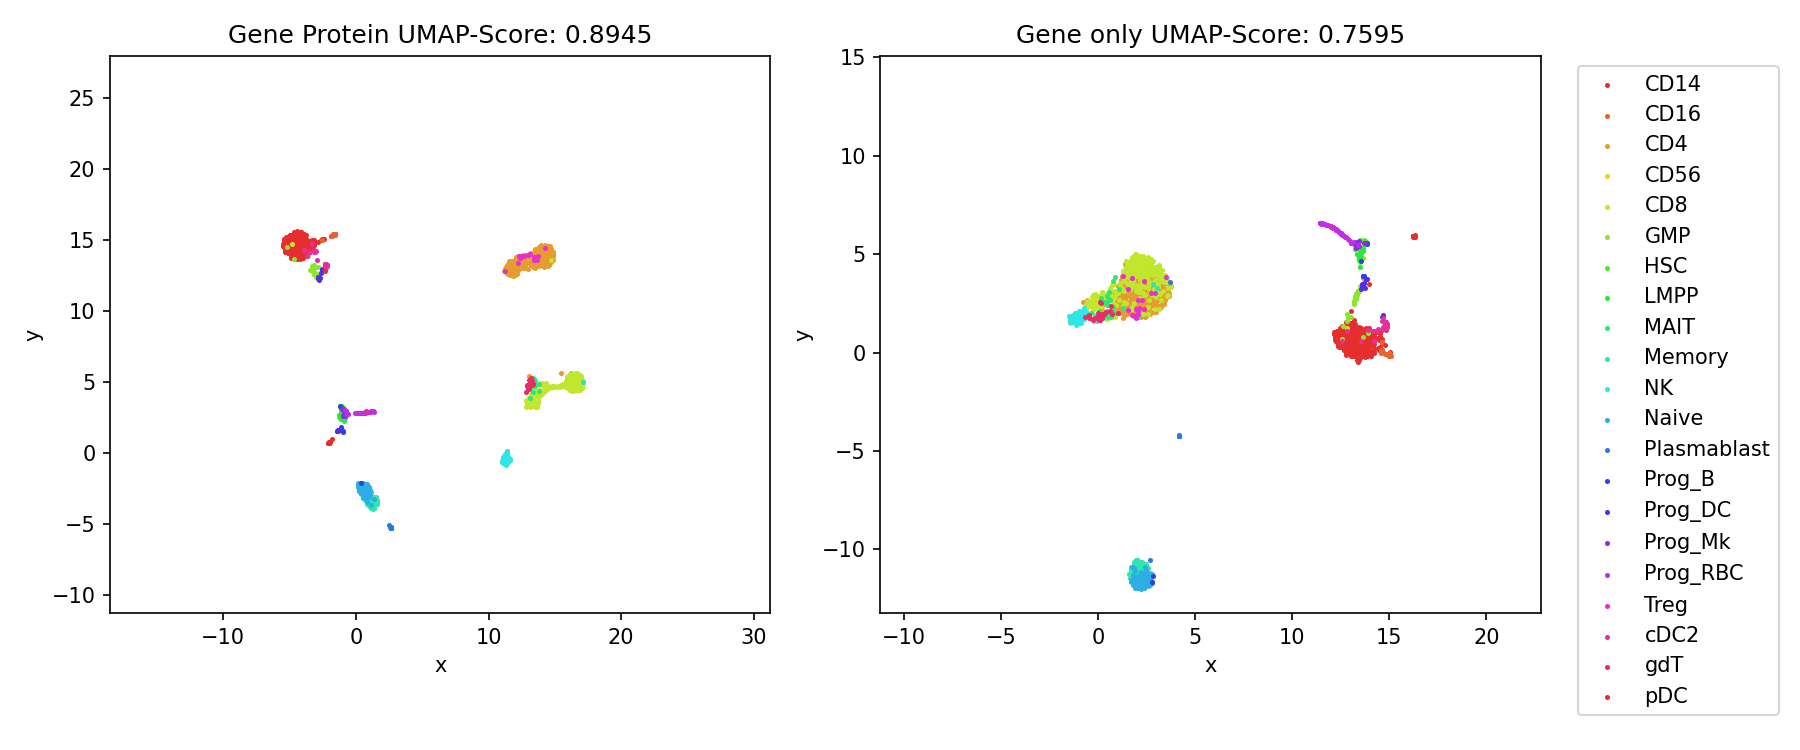 Gene Protein UMAP-Score: 0.8945
25
20
15
10
5
0
−5
−10
y
−10
0
10
20
30
x
Gene only UMAP-Score: 0.7595
15
10
5
0
−5
−10
y
−10
−5
0
5
10
15
20
x
CD14
CD16
CD4
CD56
CD8
GMP
HSC
LMPP
MAIT
Memory
NK
Naive
Plasmablast
Prog_B
Prog_DC
Prog_Mk
Prog_RBC
Treg
cDC2
gdT
pDC